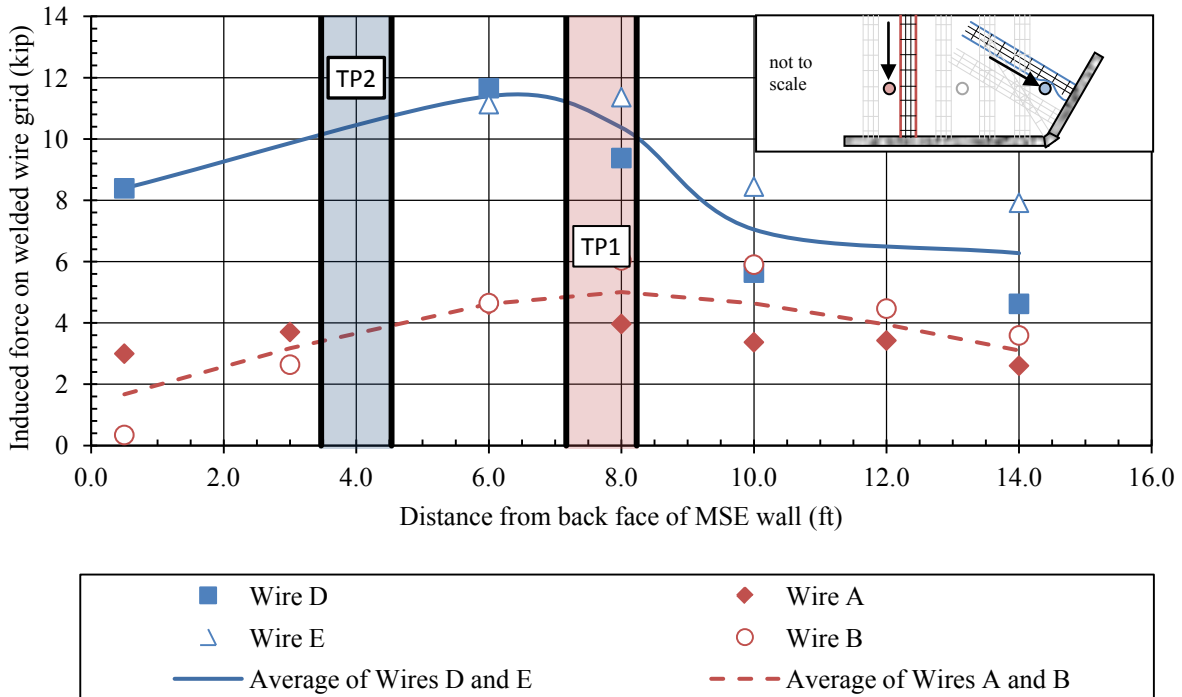 Induced force on welded wire grid (kip)
14
12
10
8
6
4
2
0
TP2
TP1
not to
scale
0.0 2.0 4.0 6.0 8.0 10.0 12.0 14.0 16.0
Distance from back face of MSE wall (ft)
Wire D Wire A
Wire E Wire B
Average of Wires D and E Average of Wires A and B